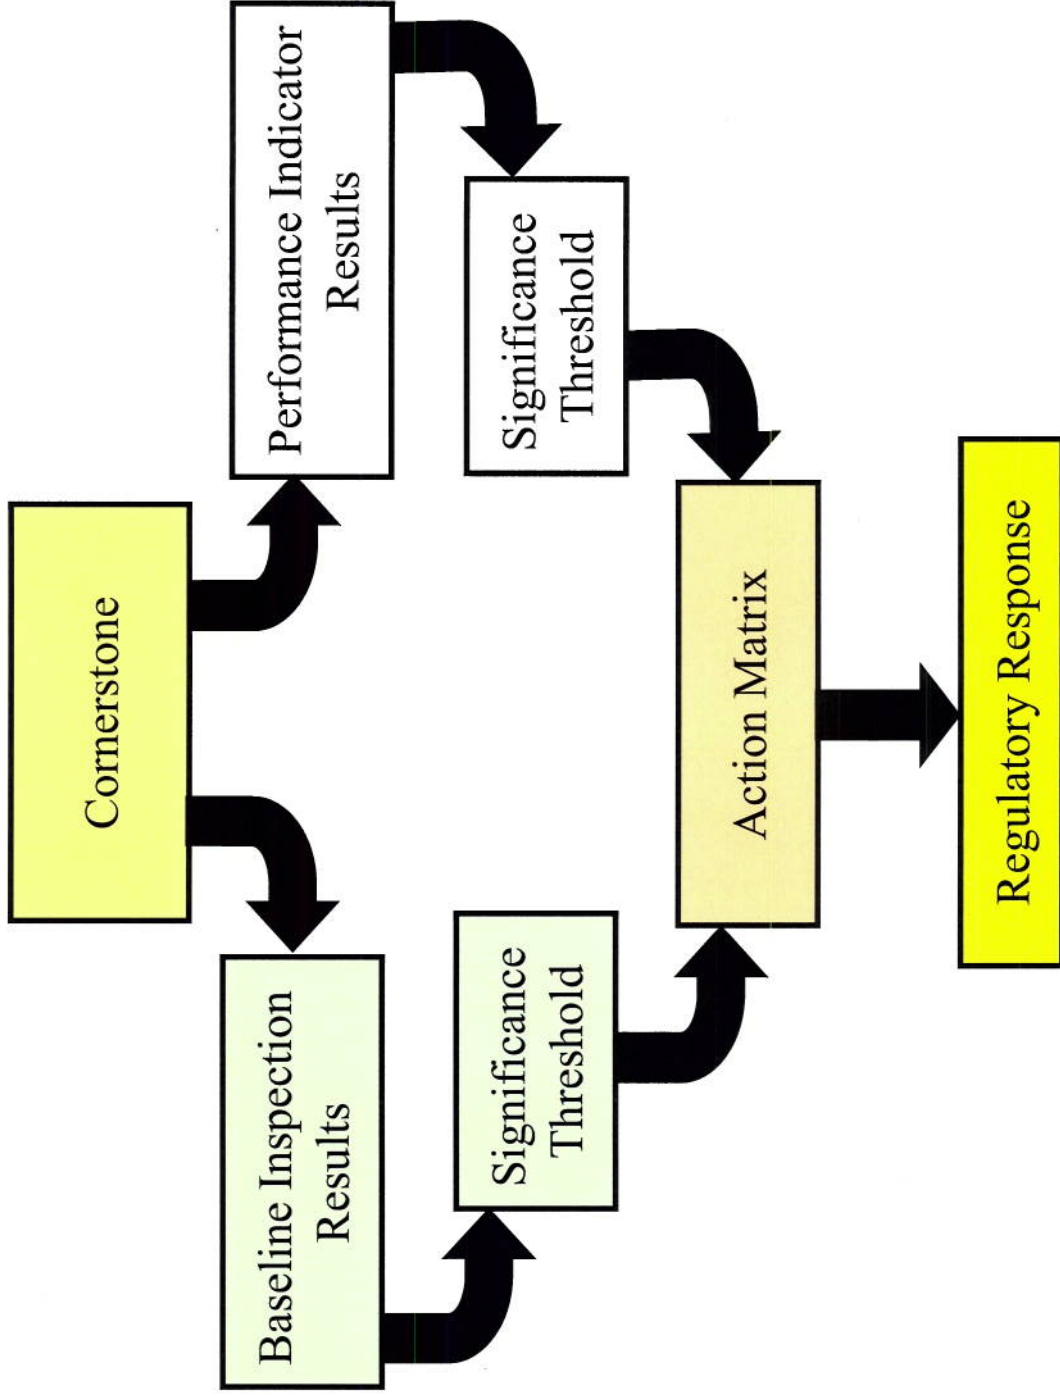 Cornerstone
Baseline Inspection
Results
Performance Indicator
Results
Significance
Threshold
Significance
Threshold
Action Matrix
Regulatory Response